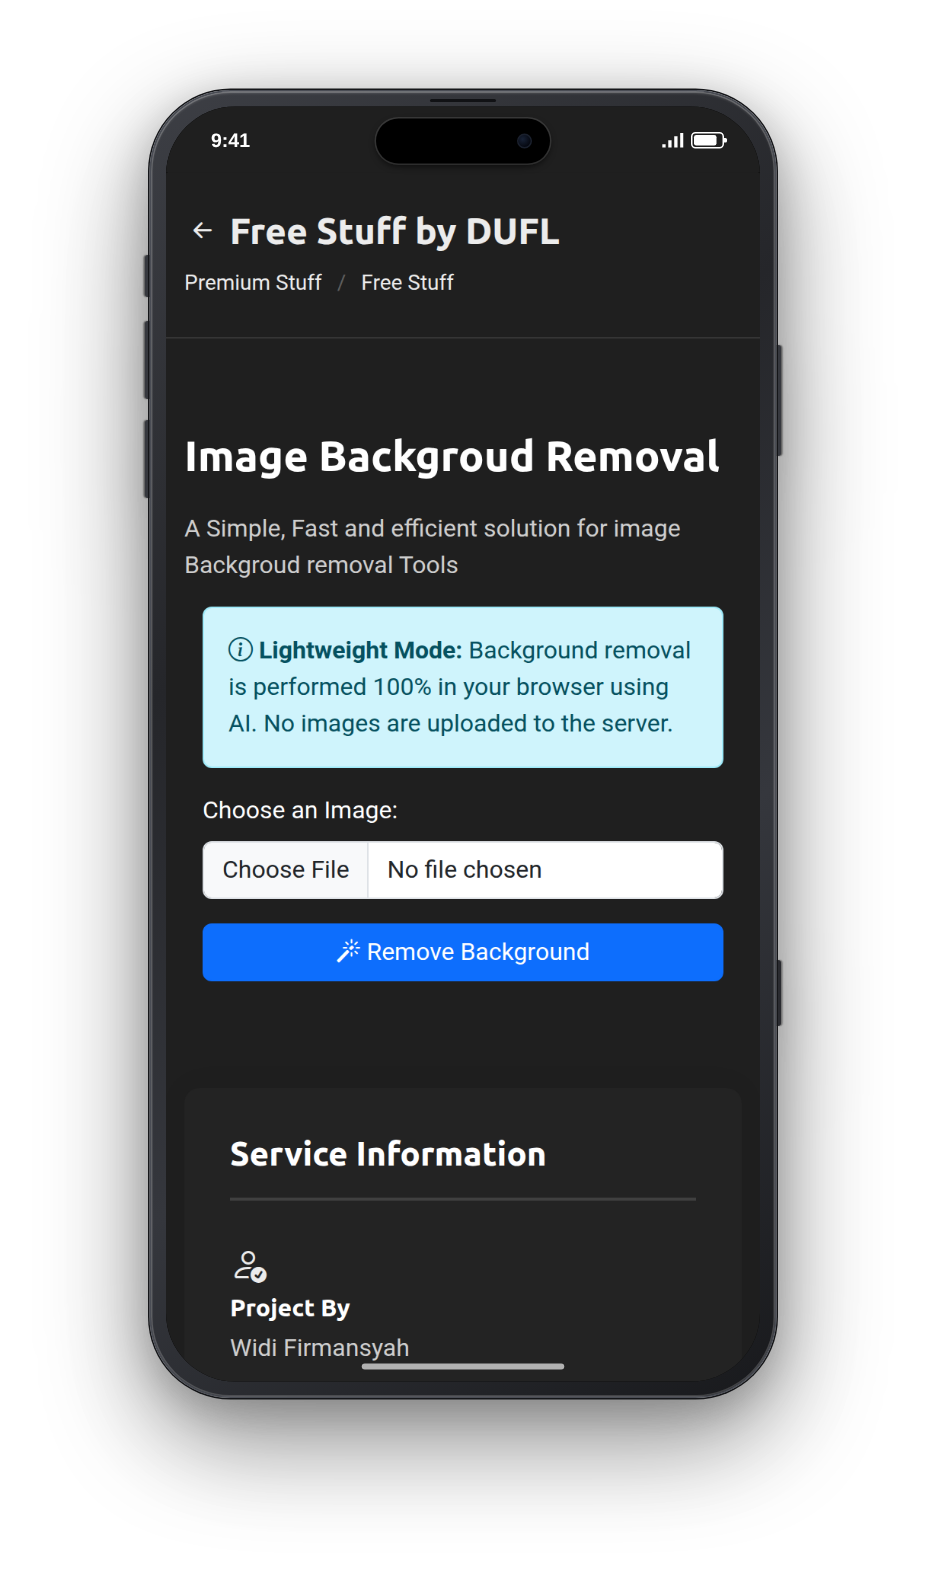 9:41
Free Stuff by DUFL
Premium Stuff / Free Stuff
Image Backgroud Removal
A Simple, Fast and efficient solution for image
Backgroud removal Tools
Lightweight Mode: Background removal
is performed 100% in your browser using
AI. No images are uploaded to the server.
Choose an Image:
Choose File No file chosen
Remove Background
Service Information
Project By
Widi Firmansyah